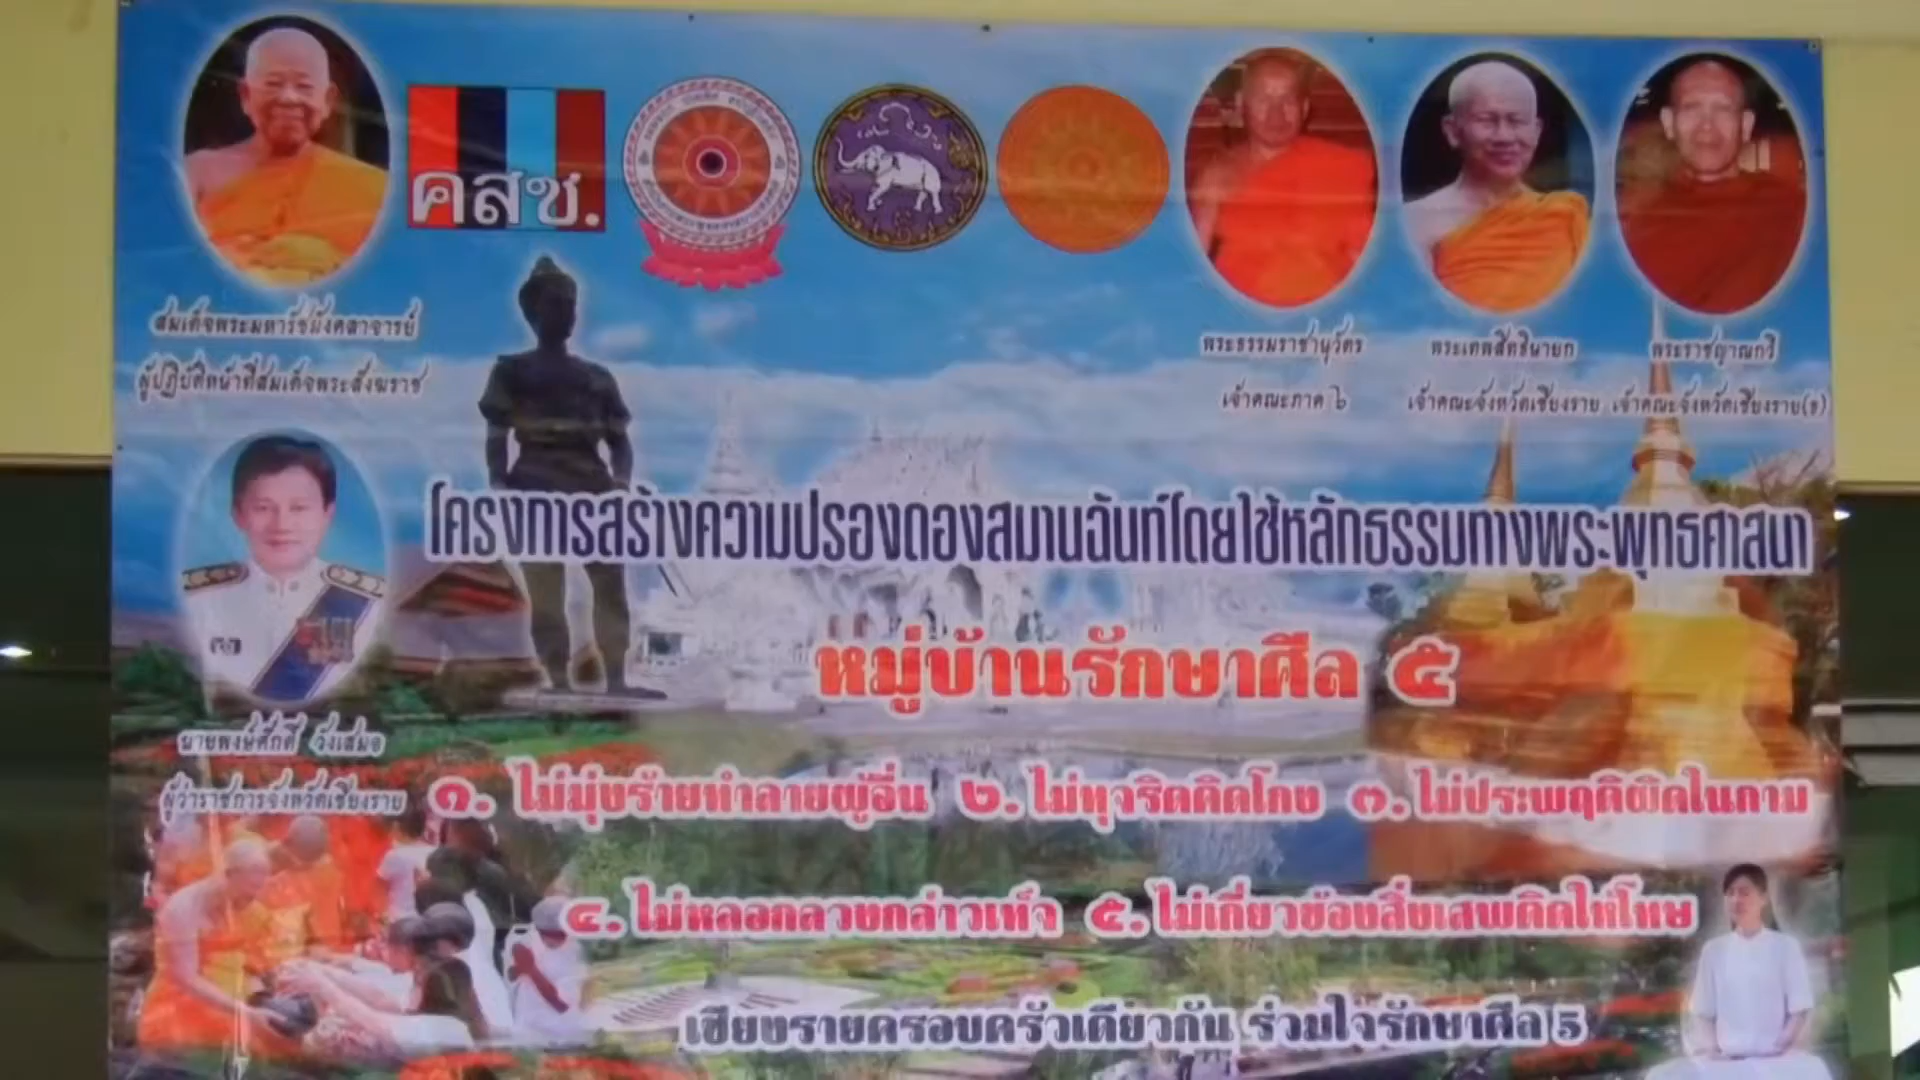 คสช.
สมเด็จพระมหารัชมังคลาจารย์
ผู้ปฏิบัติหน้าที่สมเด็จพระสังฆราช
พระธรรมราชานุวัตร
เจ้าคณะภาค ๖
พระเทพสิทธินายก
เจ้าคณะจังหวัดเชียงราย
พระราชญาณกวี
เจ้าคณะจังหวัดเชียงราย(ธ)
โครงการสร้างความปรองดองสมานฉันท์โดยใช้หลักธรรมทางพระพุทธศาสนา
หมู่บ้านรักษาศีล ๕
นายพงษ์ศักดิ์ วังเสมอ
ผู้ว่าราชการจังหวัดเชียงราย
๑. ไม่มุ่งร้ายทำลายผู้อื่น ๒. ไม่ทุจริตคิดโกง ๓. ไม่ประพฤติผิดในกาม
๔. ไม่หลอกลวงกล่าวเท็จ ๕. ไม่เกี่ยวข้องสิ่งเสพติดให้โทษ
เชียงรายครอบครัวเดียวกัน ร่วมใจรักษาศีล 5